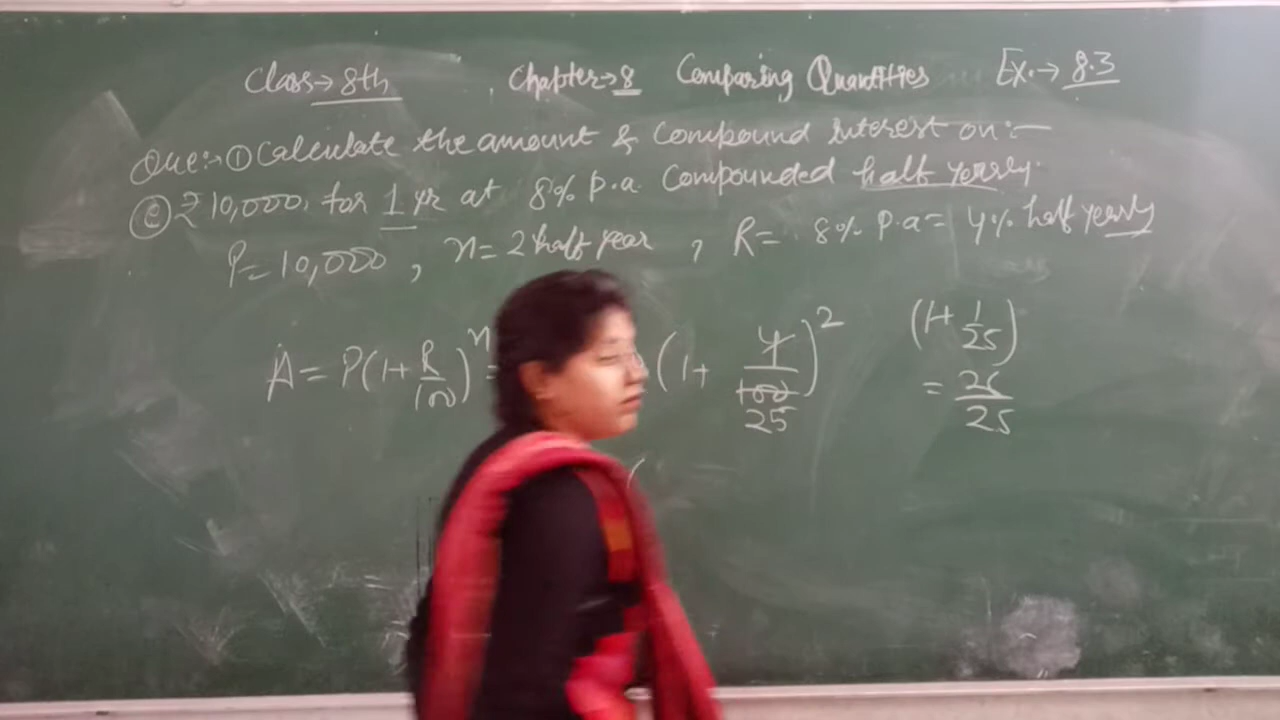 Class→8th , Chapter→8 Comparing Quantities Ex.→ 8.3
Que:→ ① Calculate the amount & Compound interest on:—
ⓔ ₹10,000 for 1 yr at 8% p.a. Compounded half yearly.
P= 10,000 , n= 2 half year , R= 8% p.a = 4% half yearly
A = P(1+ R/100)^n = (1+ 4/100)^2 (1+ 1/25)
25 = 26/25
(